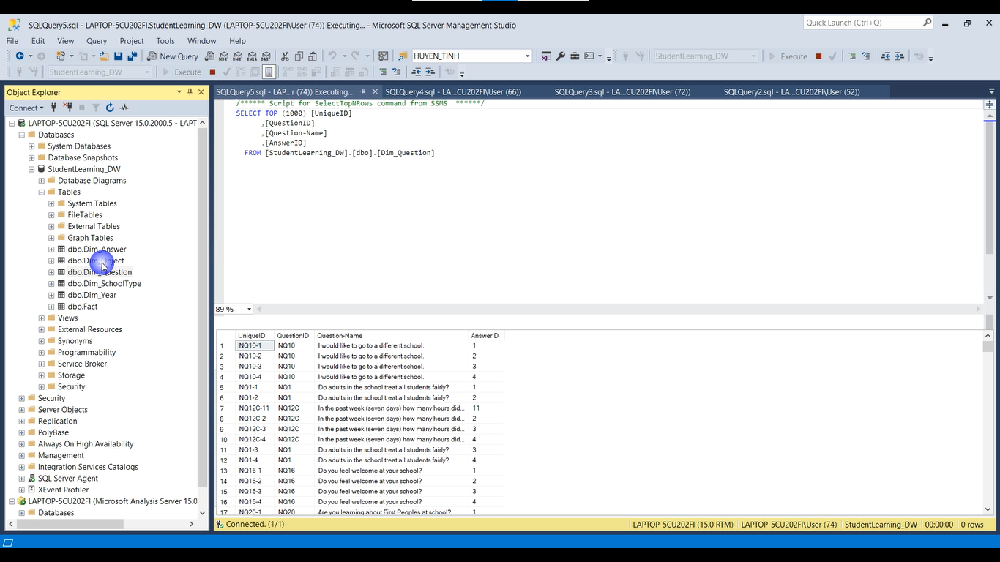 SQLQuery5.sql - LAPTOP-5CU202FI.StudentLearning_DW (LAPTOP-5CU202FI\User (74)) Executing... - Microsoft SQL Server Management Studio
Quick Launch (Ctrl+Q)
File Edit View Query Project Tools Window Help
New Query MDX DMX XMLA DAX HUYEN_TINH StudentLearning_DW Execute
StudentLearning_DW Execute
Object Explorer
SQLQuery5.sql - LAP...r (74)) Executing... SQLQuery4.sql - LA...CU202FI\User (66)) SQLQuery3.sql - LA...CU202FI\User (72)) SQLQuery2.sql - LA...CU202FI\User (52))
Connect
LAPTOP-5CU202FI (SQL Server 15.0.2000.5 - LAPT
Databases
System Databases
Database Snapshots
StudentLearning_DW
Database Diagrams
Tables
System Tables
FileTables
External Tables
Graph Tables
dbo.Dim_Answer
dbo.Dim_Object
dbo.Dim_Question
dbo.Dim_SchoolType
dbo.Dim_Year
dbo.Fact
Views
External Resources
Synonyms
Programmability
Service Broker
Storage
Security
Security
Server Objects
Replication
PolyBase
Always On High Availability
Management
Integration Services Catalogs
SQL Server Agent
XEvent Profiler
LAPTOP-5CU202FI (Microsoft Analysis Server 15.0
Databases
/****** Script for SelectTopNRows command from SSMS ******/
SELECT TOP (1000) [UniqueID]
,[QuestionID]
,[Question-Name]
,[AnswerID]
FROM [StudentLearning_DW].[dbo].[Dim_Question]
89 %
UniqueID QuestionID Question-Name AnswerID
1 NQ10-1 NQ10 I would like to go to a different school. 1
2 NQ10-2 NQ10 I would like to go to a different school. 2
3 NQ10-3 NQ10 I would like to go to a different school. 3
4 NQ10-4 NQ10 I would like to go to a different school. 4
5 NQ1-1 NQ1 Do adults in the school treat all students fairly? 1
6 NQ1-2 NQ1 Do adults in the school treat all students fairly? 2
7 NQ12C-11 NQ12C In the past week (seven days) how many hours did... 11
8 NQ12C-2 NQ12C In the past week (seven days) how many hours did... 2
9 NQ12C-3 NQ12C In the past week (seven days) how many hours did... 3
10 NQ12C-4 NQ12C In the past week (seven days) how many hours did... 4
11 NQ1-3 NQ1 Do adults in the school treat all students fairly? 3
12 NQ1-4 NQ1 Do adults in the school treat all students fairly? 4
13 NQ16-1 NQ16 Do you feel welcome at your school? 1
14 NQ16-2 NQ16 Do you feel welcome at your school? 2
15 NQ16-3 NQ16 Do you feel welcome at your school? 3
16 NQ16-4 NQ16 Do you feel welcome at your school? 4
17 NQ20-1 NQ20 Are you learning about First Peoples at school? 1
Connected. (1/1) LAPTOP-5CU202FI (15.0 RTM) LAPTOP-5CU202FI\User (74) StudentLearning_DW 00:00:00 0 rows